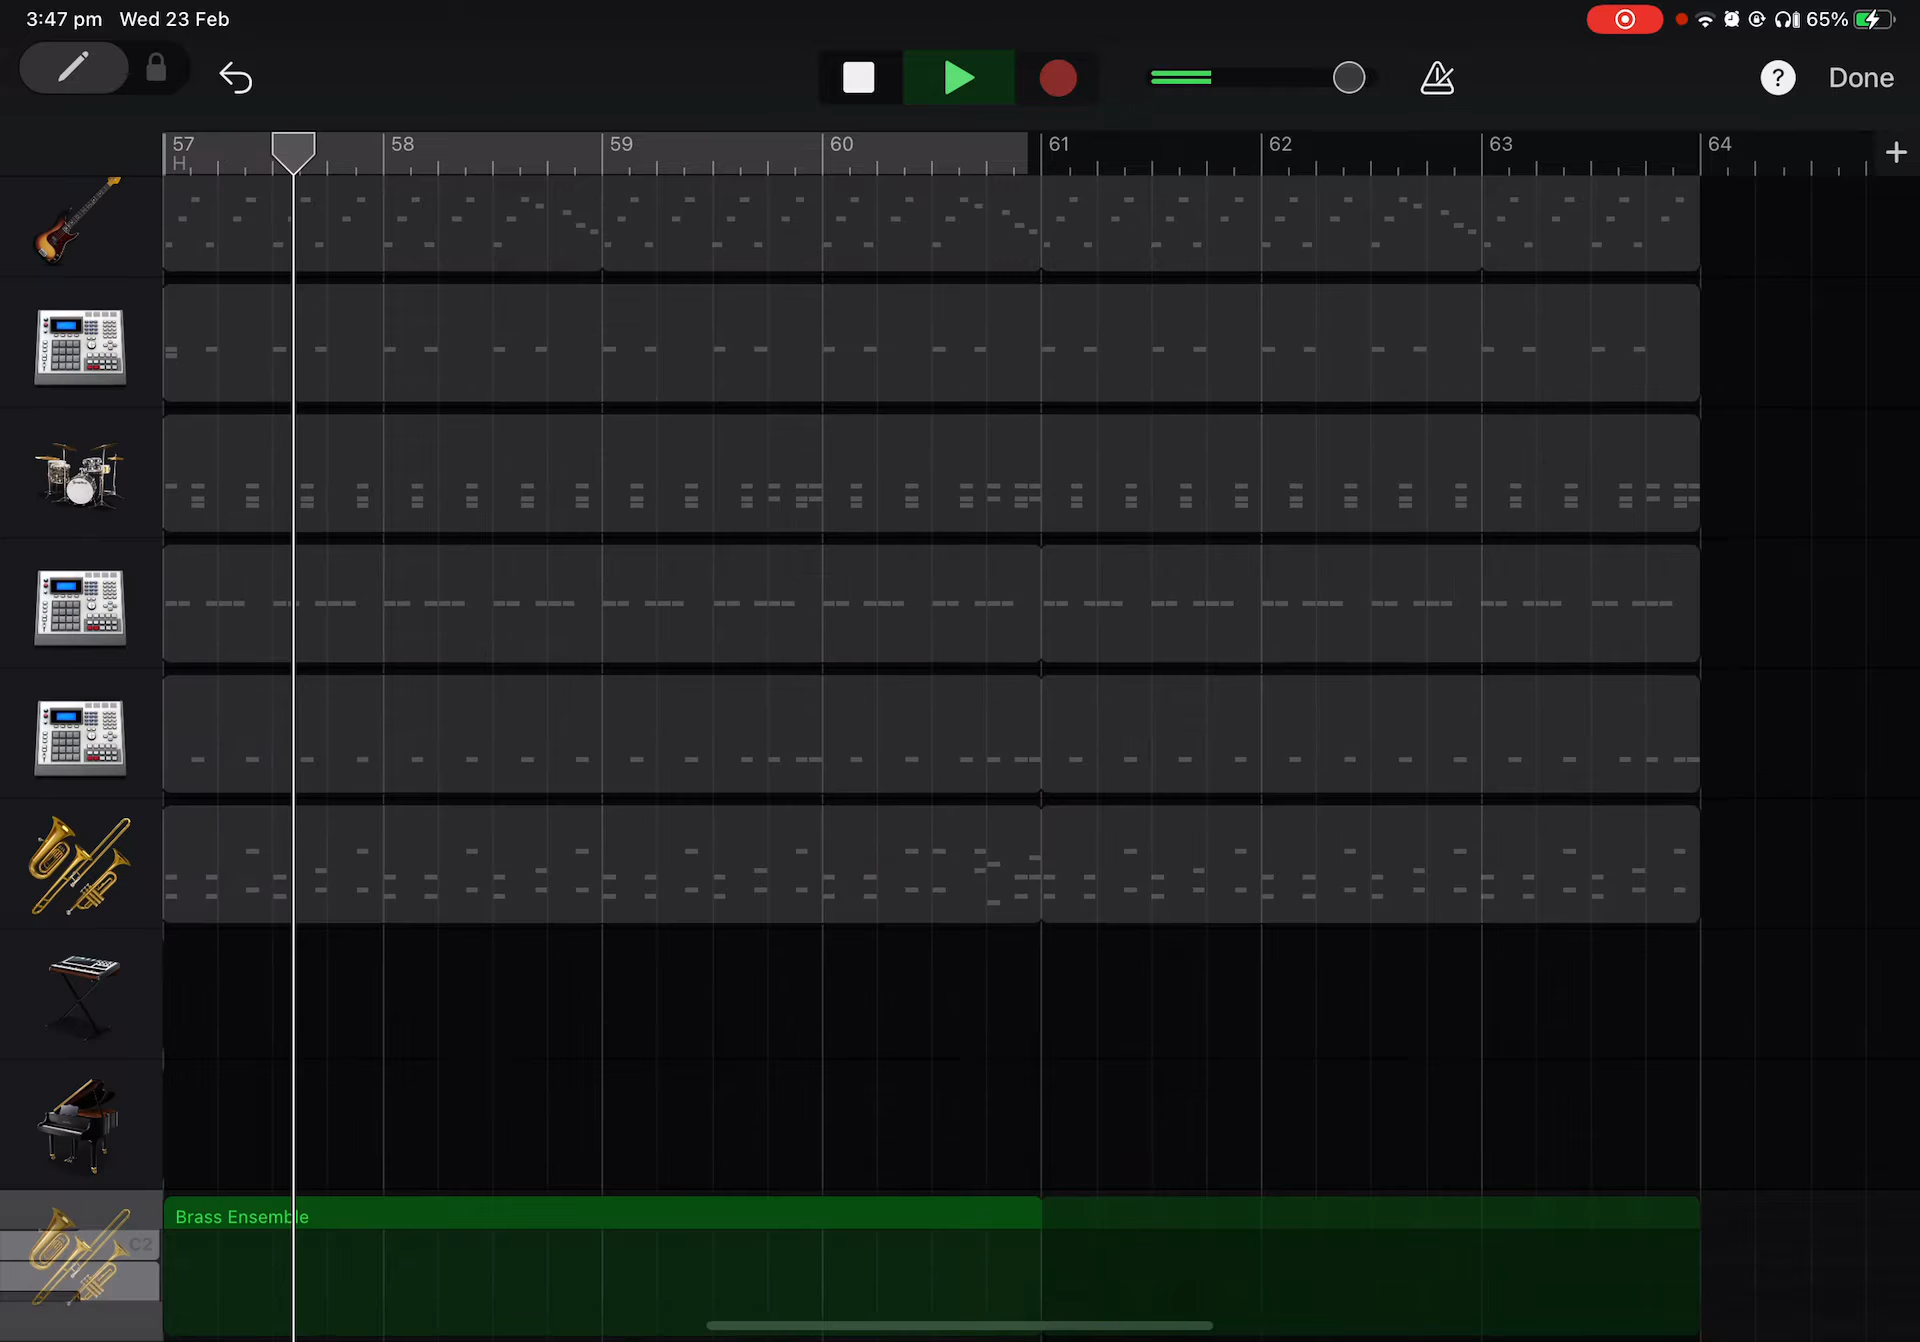 3:47 pm Wed 23 Feb
65%
? Done
57 58 59 60 61 62 63 64
H
Brass Ensemble
C2